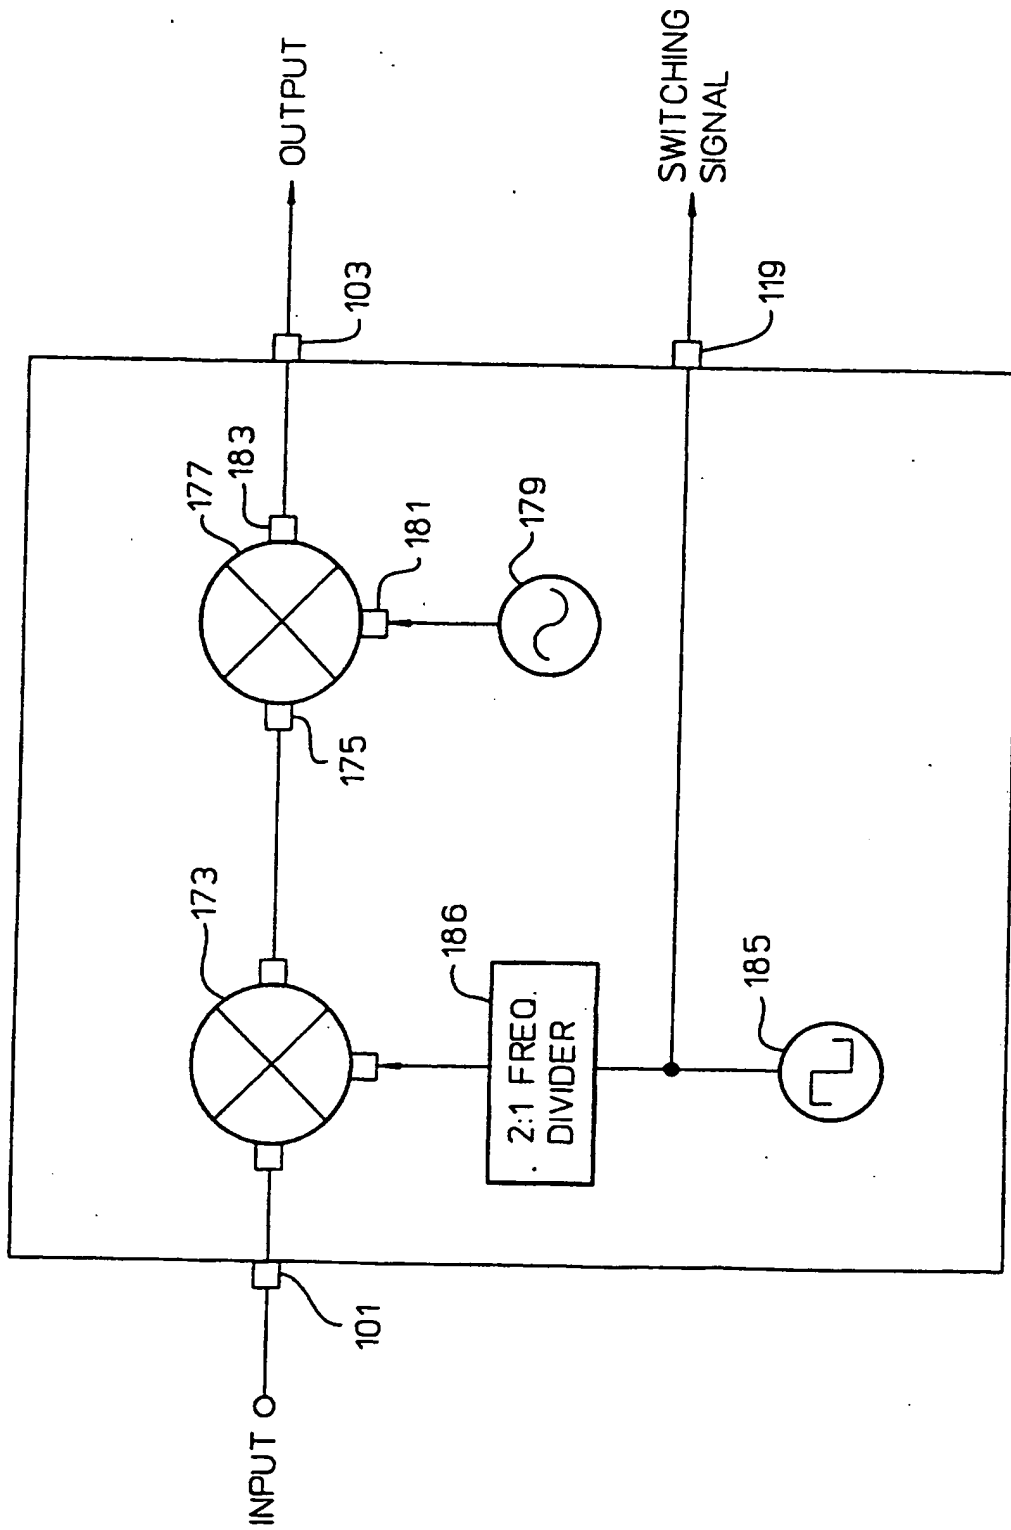 INPUT
101
173
175
177
183
181
179
103
OUTPUT
2:1 FREQ.
DIVIDER
186
185
119
SWITCHING
SIGNAL